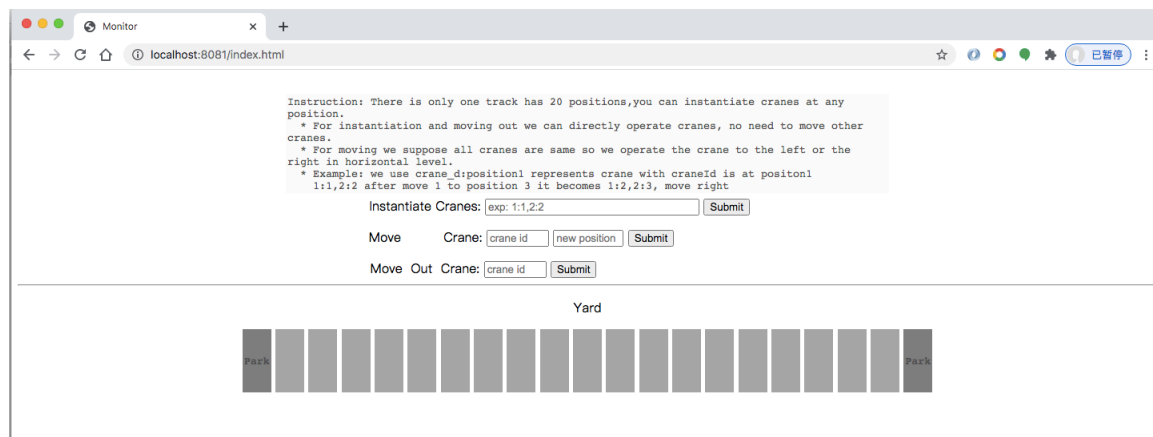 Monitor
localhost:8081/index.html
已暂停
Instruction: There is only one track has 20 positions,you can instantiate cranes at any
position.
* For instantiation and moving out we can directly operate cranes, no need to move other
cranes.
* For moving we suppose all cranes are same so we operate the crane to the left or the
right in horizontal level.
* Example: we use crane_d:position1 represents crane with craneId is at positon1
1:1,2:2 after move 1 to position 3 it becomes 1:2,2:3, move right
Instantiate Cranes: exp: 1:1,2:2 Submit
Move Crane: crane id new position Submit
Move Out Crane: crane id Submit
Yard
Park Park